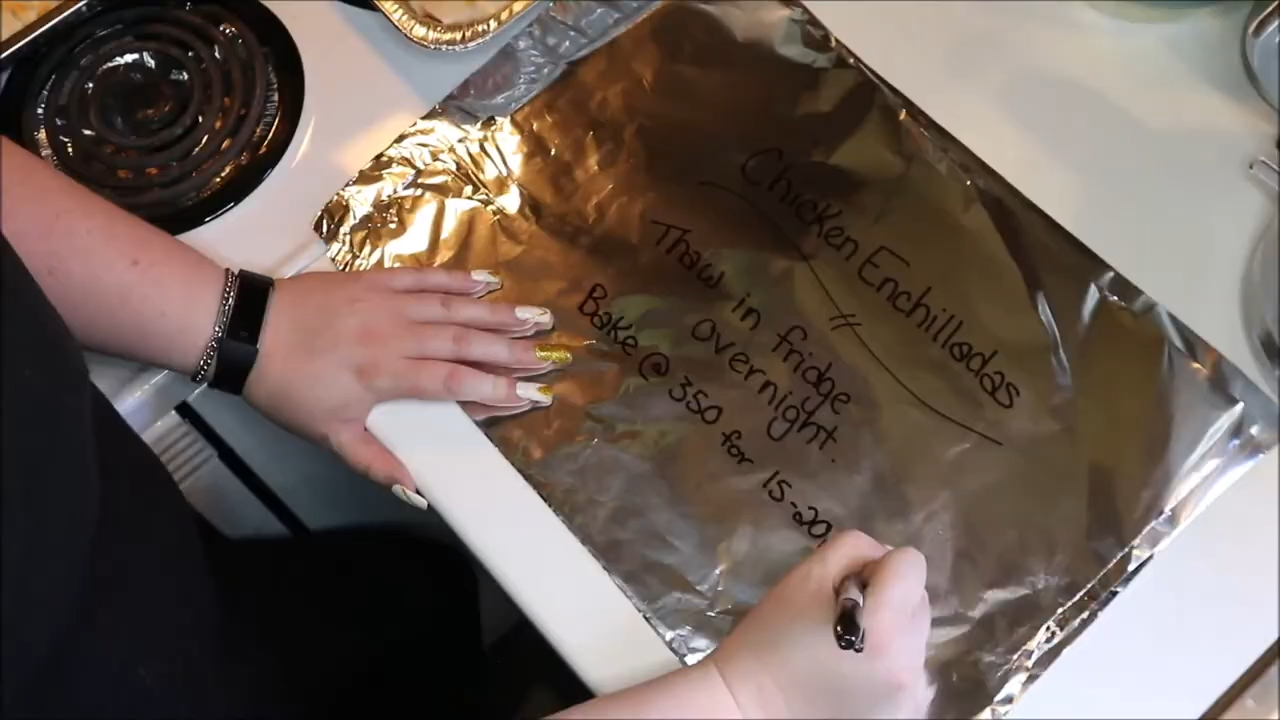 Chicken Enchilladas
Thaw in fridge
overnight.
Bake @ 350 for 15-20